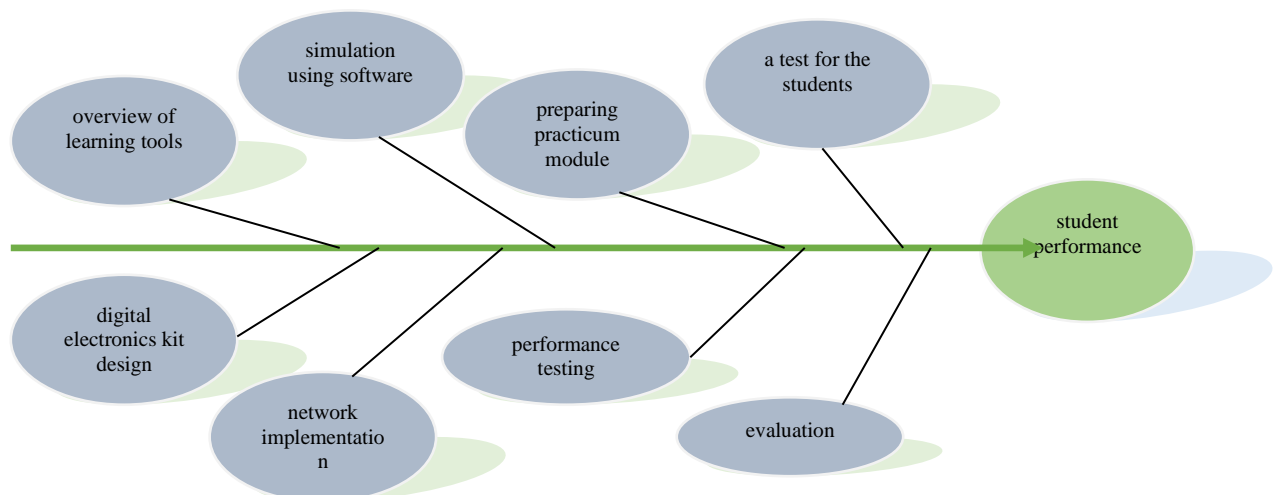 simulation
using software
a test for the
students
overview of
learning tools
preparing
practicum
module
student
performance
digital
electronics kit
design
performance
testing
network
implementatio
n
evaluation